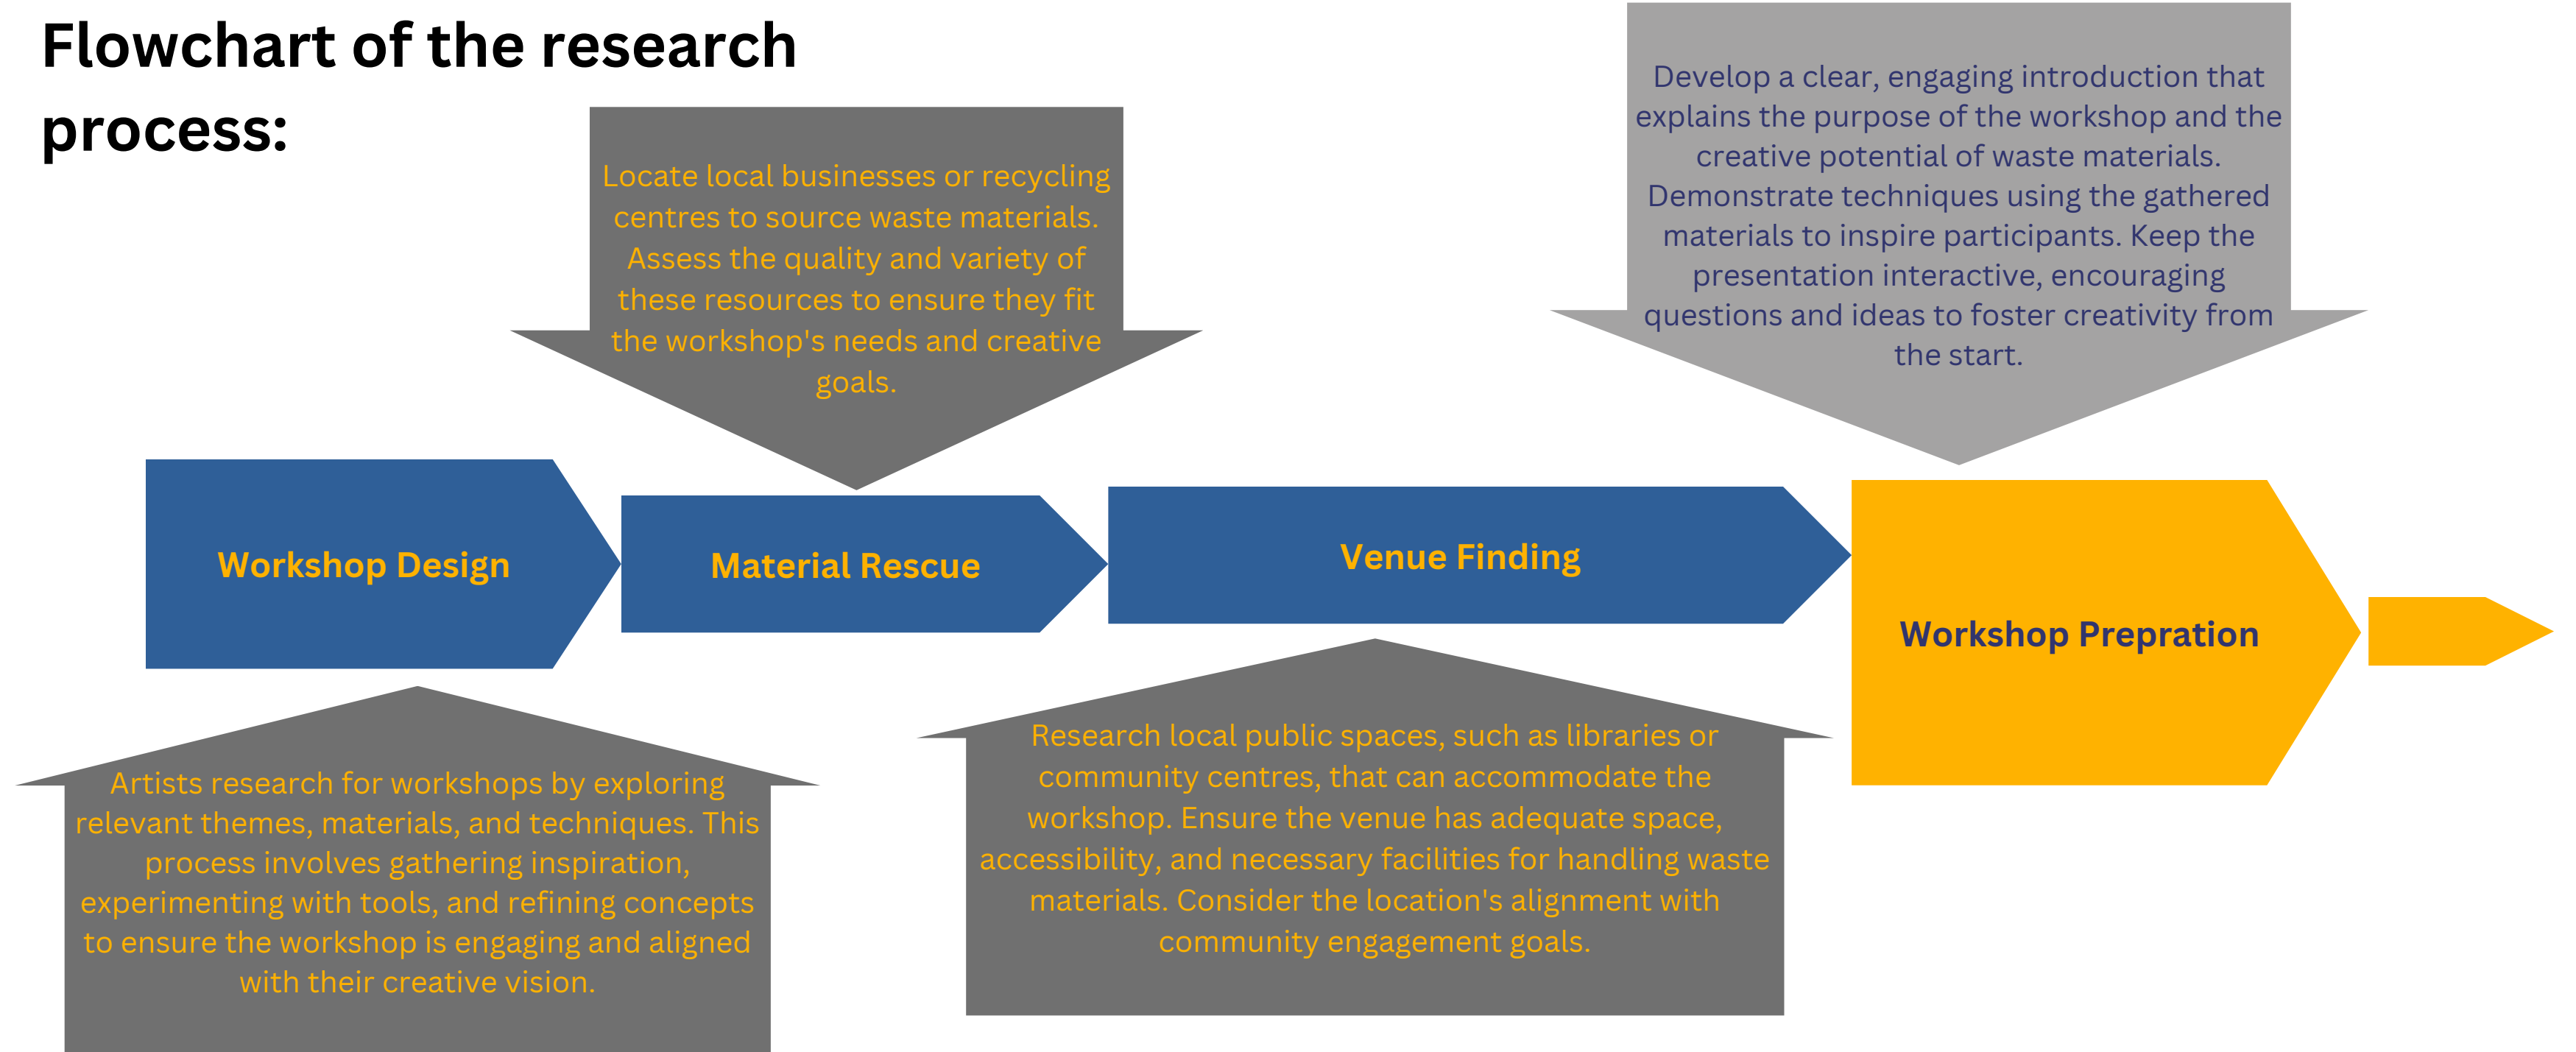 Flowchart of the research
process:
Locate local businesses or recycling
centres to source waste materials.
Assess the quality and variety of
these resources to ensure they fit
the workshop's needs and creative
goals.
Develop a clear, engaging introduction that
explains the purpose of the workshop and the
creative potential of waste materials.
Demonstrate techniques using the gathered
materials to inspire participants. Keep the
presentation interactive, encouraging
questions and ideas to foster creativity from
the start.
Workshop Design
Material Rescue
Venue Finding
Workshop Prepration
Artists research for workshops by exploring
relevant themes, materials, and techniques. This
process involves gathering inspiration,
experimenting with tools, and refining concepts
to ensure the workshop is engaging and aligned
with their creative vision.
Research local public spaces, such as libraries or
community centres, that can accommodate the
workshop. Ensure the venue has adequate space,
accessibility, and necessary facilities for handling waste
materials. Consider the location's alignment with
community engagement goals.